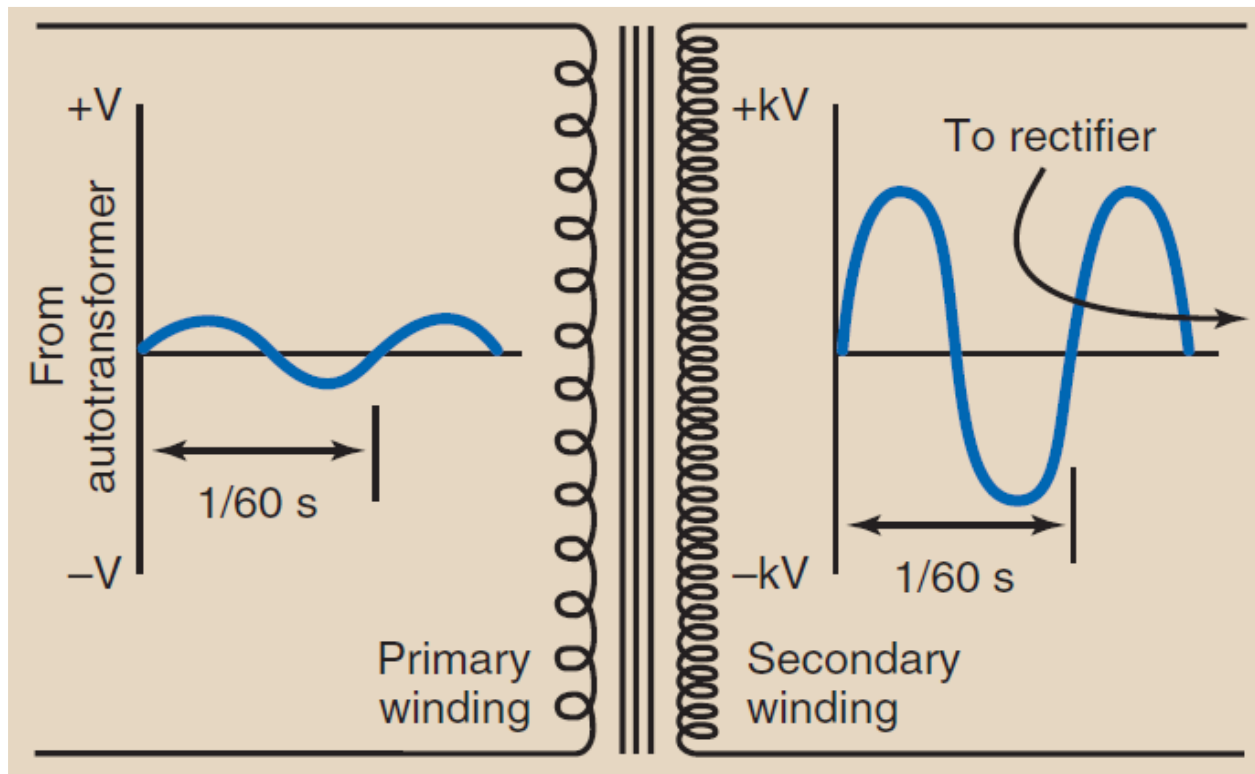 +V
From
autotransformer
1/60 s
–V
Primary
winding
+kV
To rectifier
–kV
1/60 s
Secondary
winding